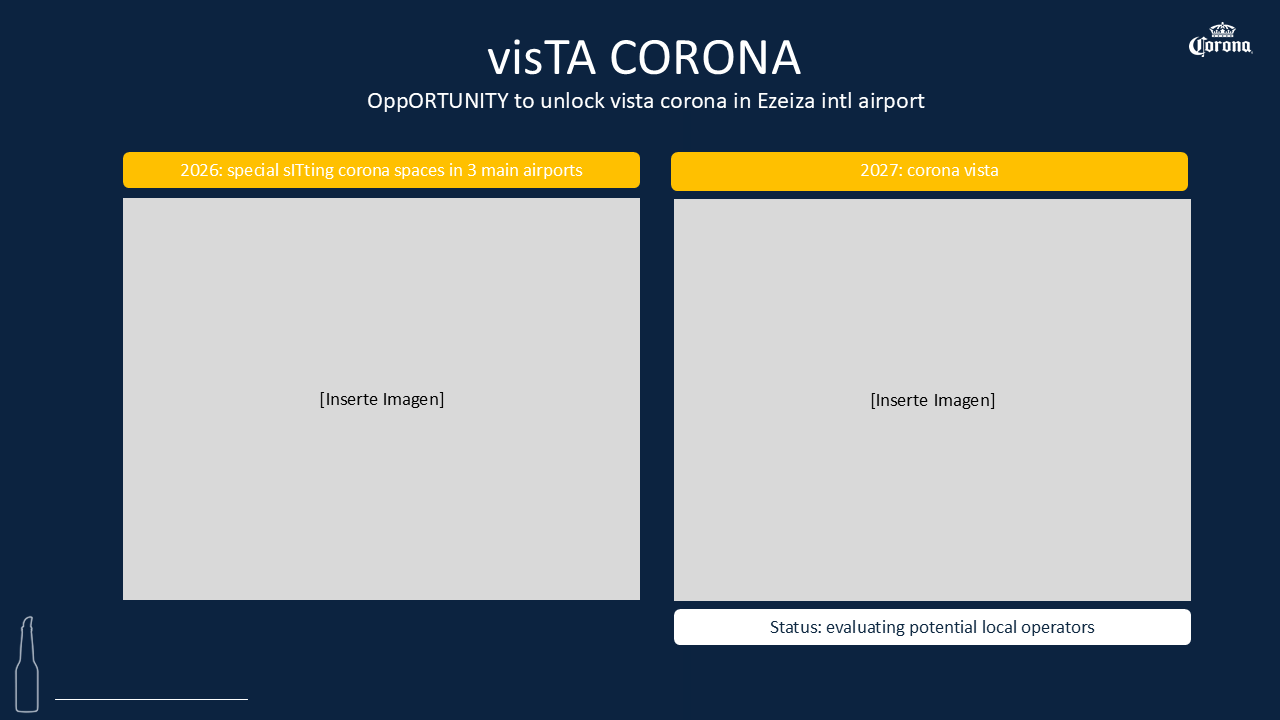 Corona
visTA CORONA
OppORTUNITY to unlock vista corona in Ezeiza intl airport
2026: special sITting corona spaces in 3 main airports
2027: corona vista
[Inserte Imagen]
[Inserte Imagen]
Status: evaluating potential local operators